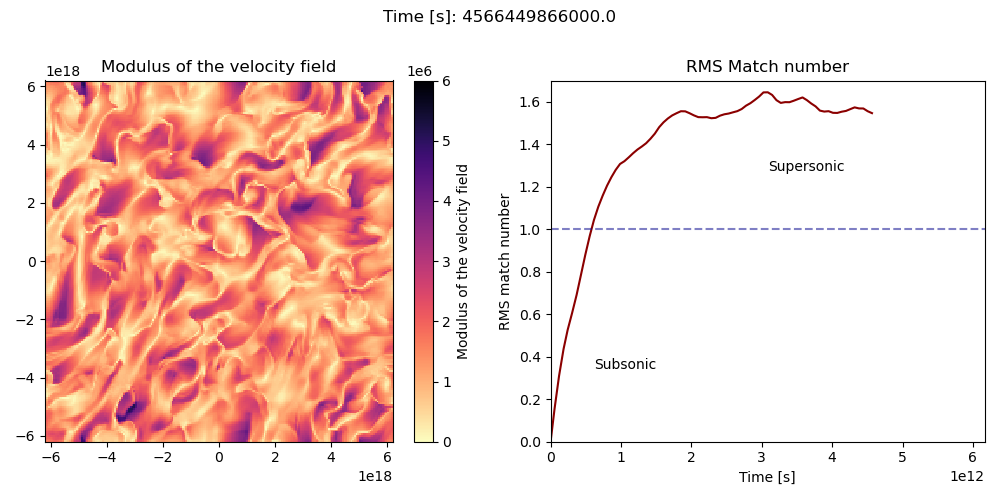 Time [s]: 4566449866000.0
Modulus of the velocity field
1e18
6
4
2
0
−2
−4
−6
−6 −4 −2 0 2 4 6
1e18
1e6
6
5
4
3
2
1
0
Modulus of the velocity field
RMS Match number
RMS match number
1.6
1.4
1.2
1.0
0.8
0.6
0.4
0.2
0.0
Supersonic
Subsonic
0 1 2 3 4 5 6
Time [s]
1e12